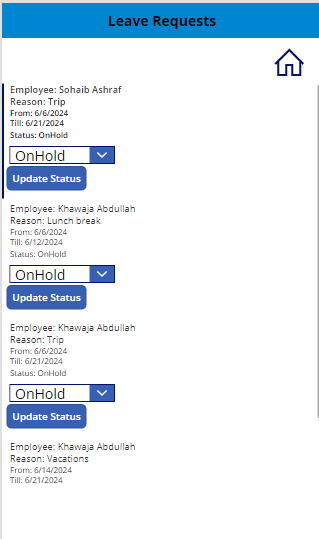 Leave Requests
Employee: Sohaib Ashraf
Reason: Trip
From: 6/6/2024
Till: 6/21/2024
Status: OnHold
OnHold
Update Status
Employee: Khawaja Abdullah
Reason: Lunch break
From: 6/6/2024
Till: 6/12/2024
Status: OnHold
OnHold
Update Status
Employee: Khawaja Abdullah
Reason: Trip
From: 6/6/2024
Till: 6/21/2024
Status: OnHold
OnHold
Update Status
Employee: Khawaja Abdullah
Reason: Vacations
From: 6/14/2024
Till: 6/21/2024